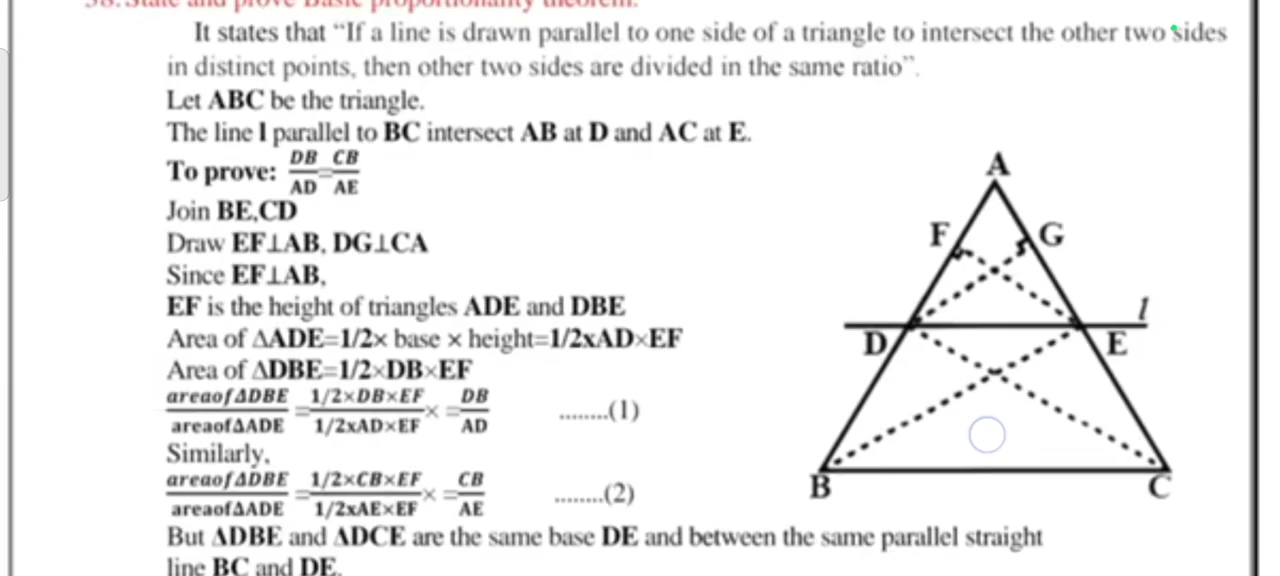 38. State and prove Basic proportionality theorem.
It states that “If a line is drawn parallel to one side of a triangle to intersect the other two sides
in distinct points, then other two sides are divided in the same ratio”.
Let ABC be the triangle.
The line l parallel to BC intersect AB at D and AC at E.
To prove: DB/AD = CB/AE
Join BE,CD
Draw EF⊥AB, DG⊥CA
Since EF⊥AB,
EF is the height of triangles ADE and DBE
Area of ΔADE=1/2× base × height=1/2xAD×EF
Area of ΔDBE=1/2×DB×EF
areaofΔDBE/areaofΔADE = 1/2×DB×EF/1/2xAD×EF × = DB/AD ........(1)
Similarly,
areaofΔDBE/areaofΔADE = 1/2×CB×EF/1/2xAE×EF × = CB/AE ........(2)
But ΔDBE and ΔDCE are the same base DE and between the same parallel straight
line BC and DE.
A
F
G
l
D
E
B
C